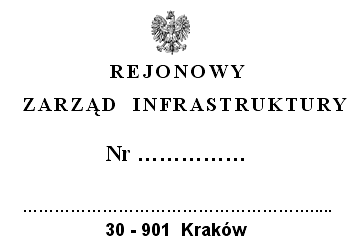 REJONOWY
ZARZĄD INFRASTRUKTURY
Nr ……………
…………………………………………….....
30 - 901 Kraków